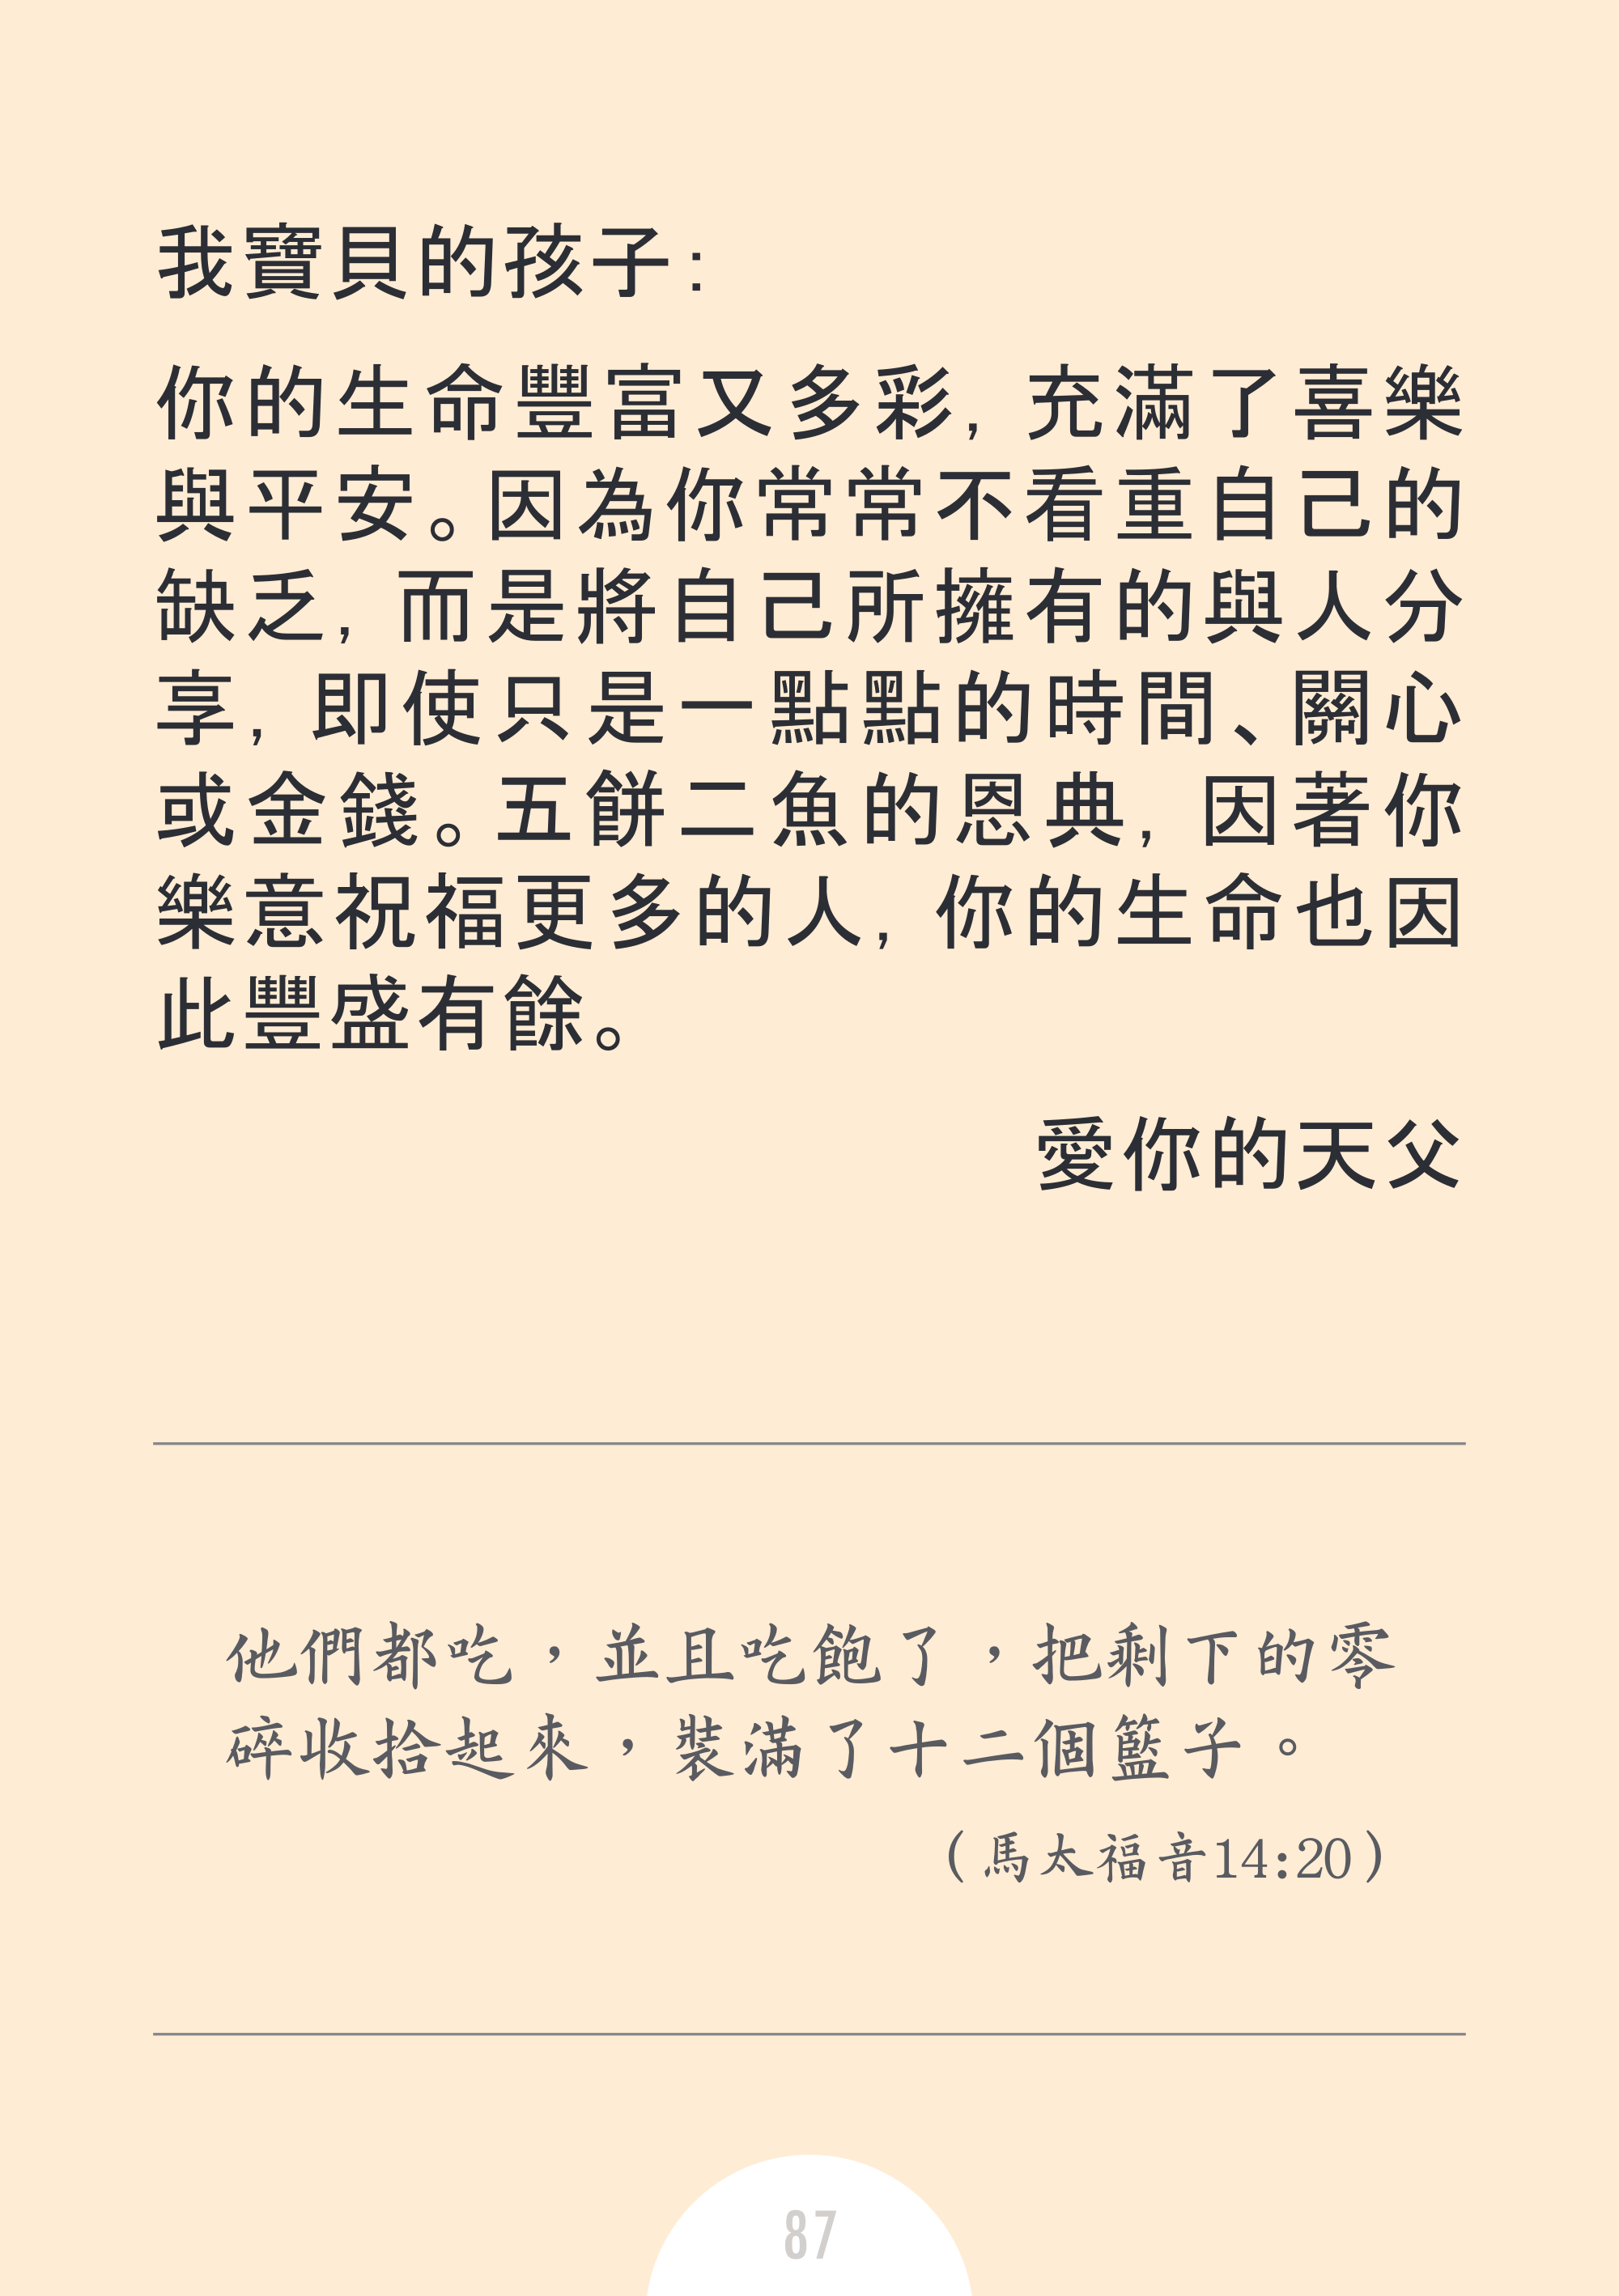 我寶貝的孩子：
你的生命豐富又多彩，充滿了喜樂
與平安。因為你常常不看重自己的
缺乏，而是將自己所擁有的與人分
享，即使只是一點點的時間、關心
或金錢。五餅二魚的恩典，因著你
樂意祝福更多的人，你的生命也因
此豐盛有餘。
愛你的天父
他們都吃，並且吃飽了，把剩下的零
碎收拾起來，裝滿了十二個籃子。
（馬太福音14:20）
87